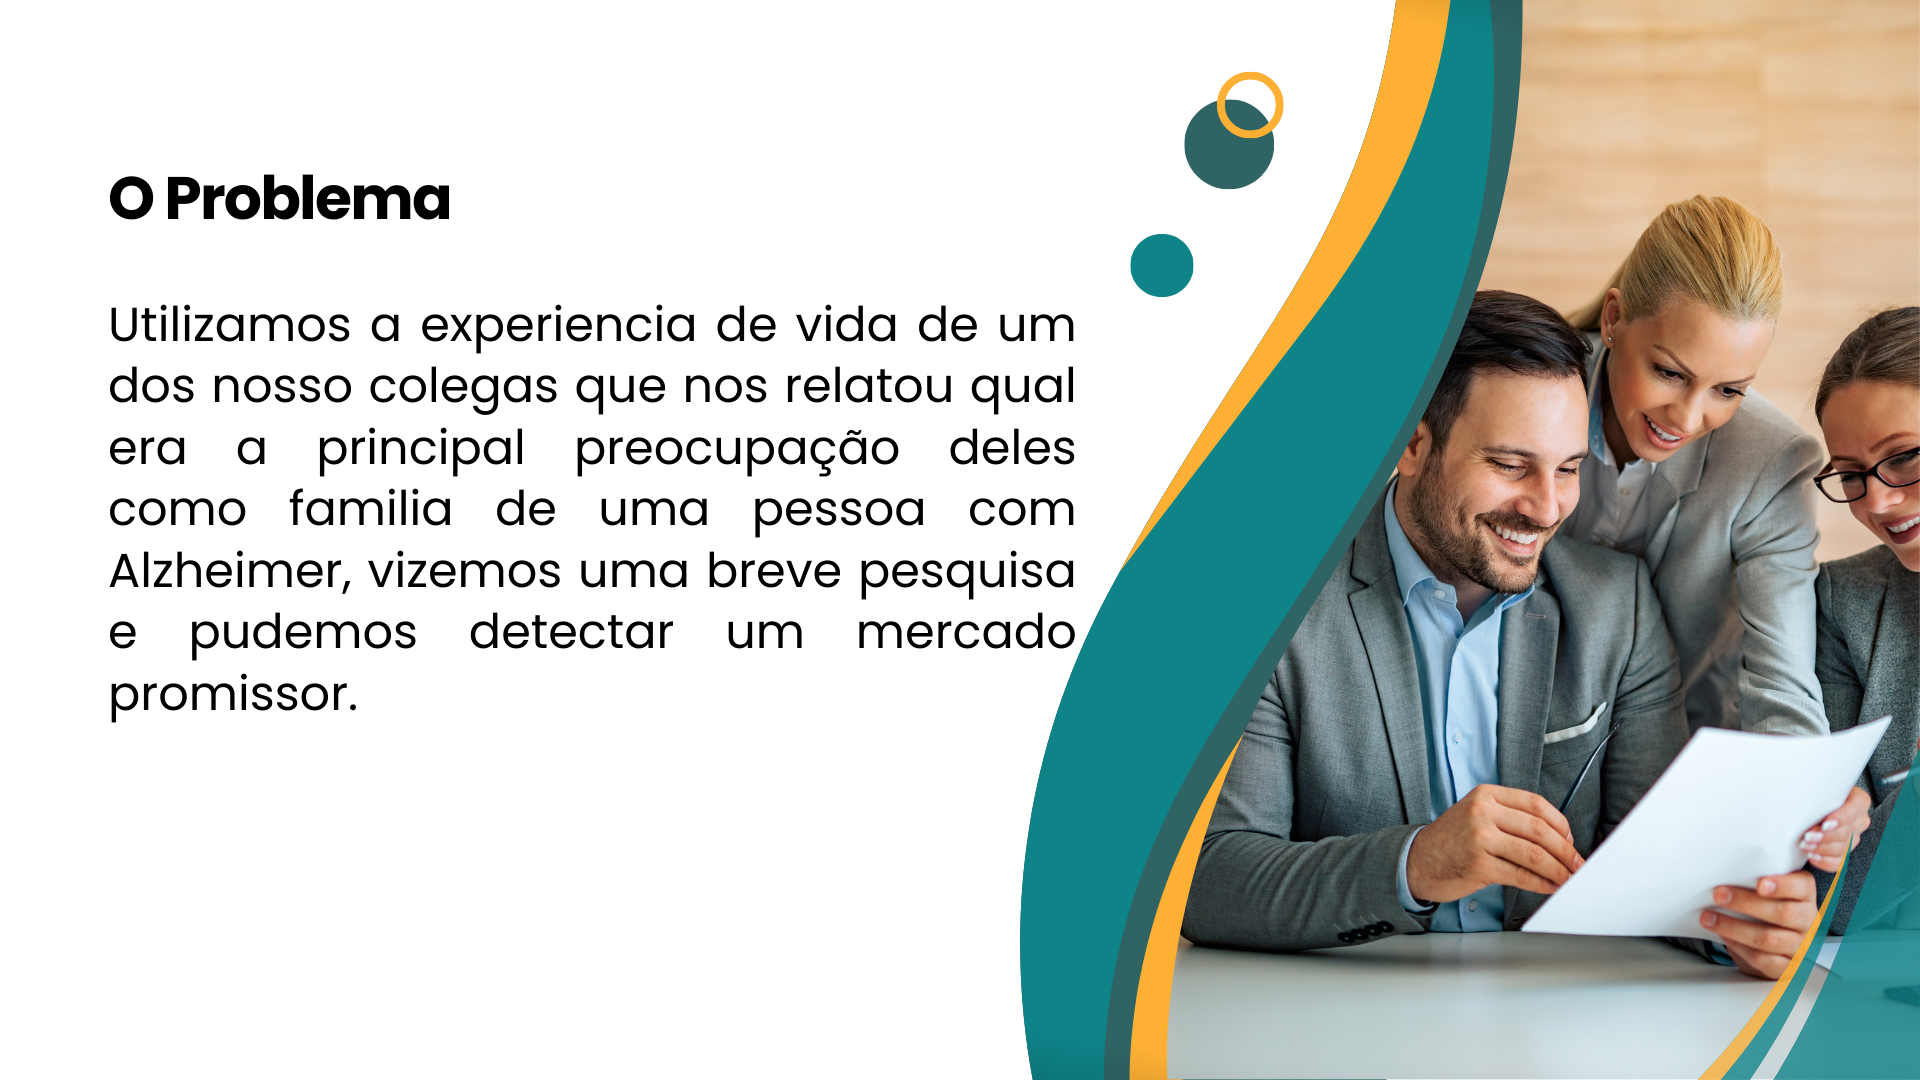 O Problema
Utilizamos a experiencia de vida de um
dos nosso colegas que nos relatou qual
era a principal preocupação deles
como familia de uma pessoa com
Alzheimer, vizemos uma breve pesquisa
e pudemos detectar um mercado
promissor.